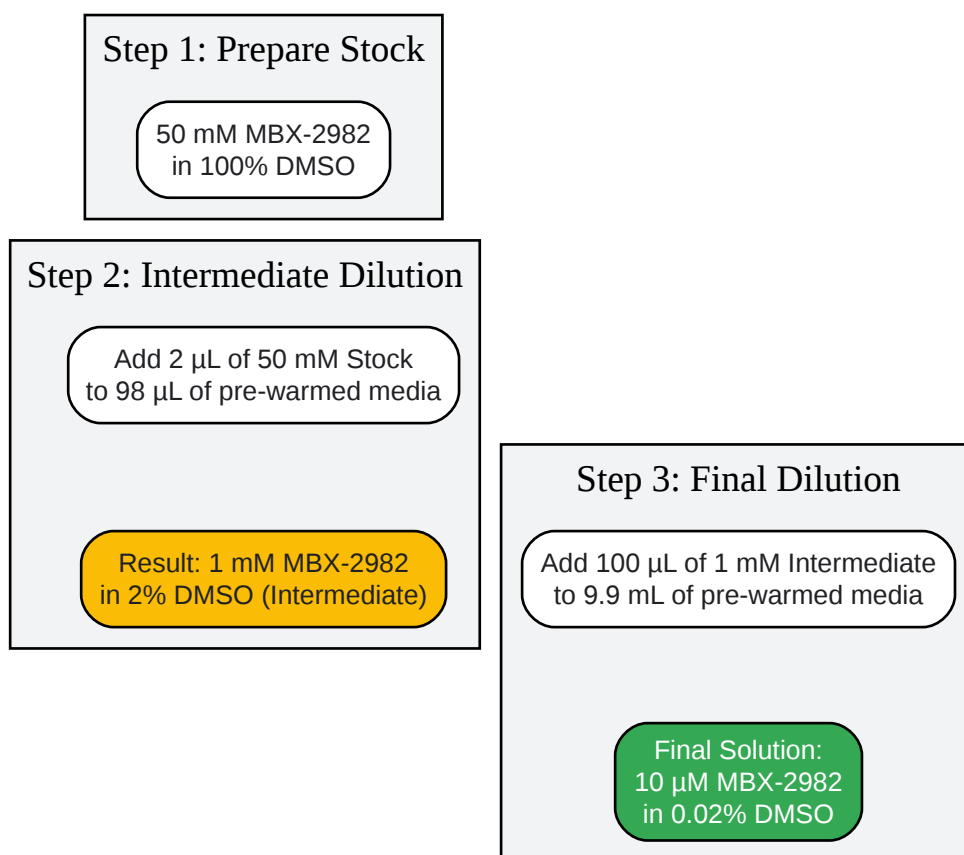 Step 1: Prepare Stock
50 mM MBX-2982
in 100% DMSO
Step 2: Intermediate Dilution
Add 2 µL of 50 mM Stock
to 98 µL of pre-warmed media
Result: 1 mM MBX-2982
in 2% DMSO (Intermediate)
Step 3: Final Dilution
Add 100 µL of 1 mM Intermediate
to 9.9 mL of pre-warmed media
Final Solution:
10 µM MBX-2982
in 0.02% DMSO